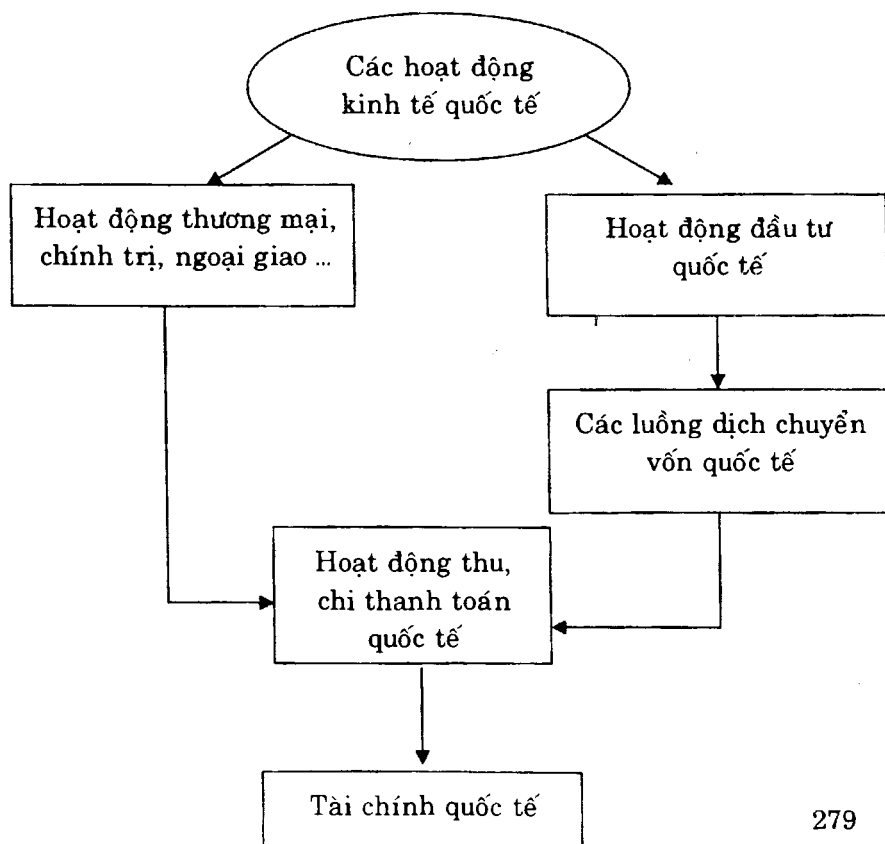 Các hoạt động
kinh tế quốc tế
Hoạt động thương mại,
chính trị, ngoại giao ...
Hoạt động đầu tư
quốc tế
Các luồng dịch chuyển
vốn quốc tế
Hoạt động thu,
chi thanh toán
quốc tế
Tài chính quốc tế
279